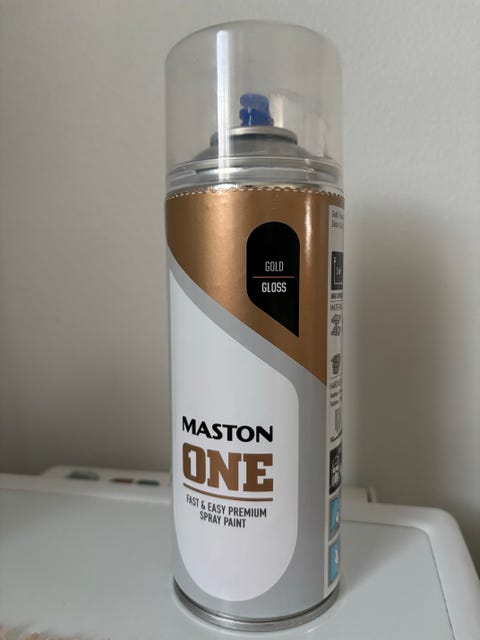 GOLD
GLOSS
MASTON
ONE
FAST & EASY PREMIUM
SPRAY PAINT